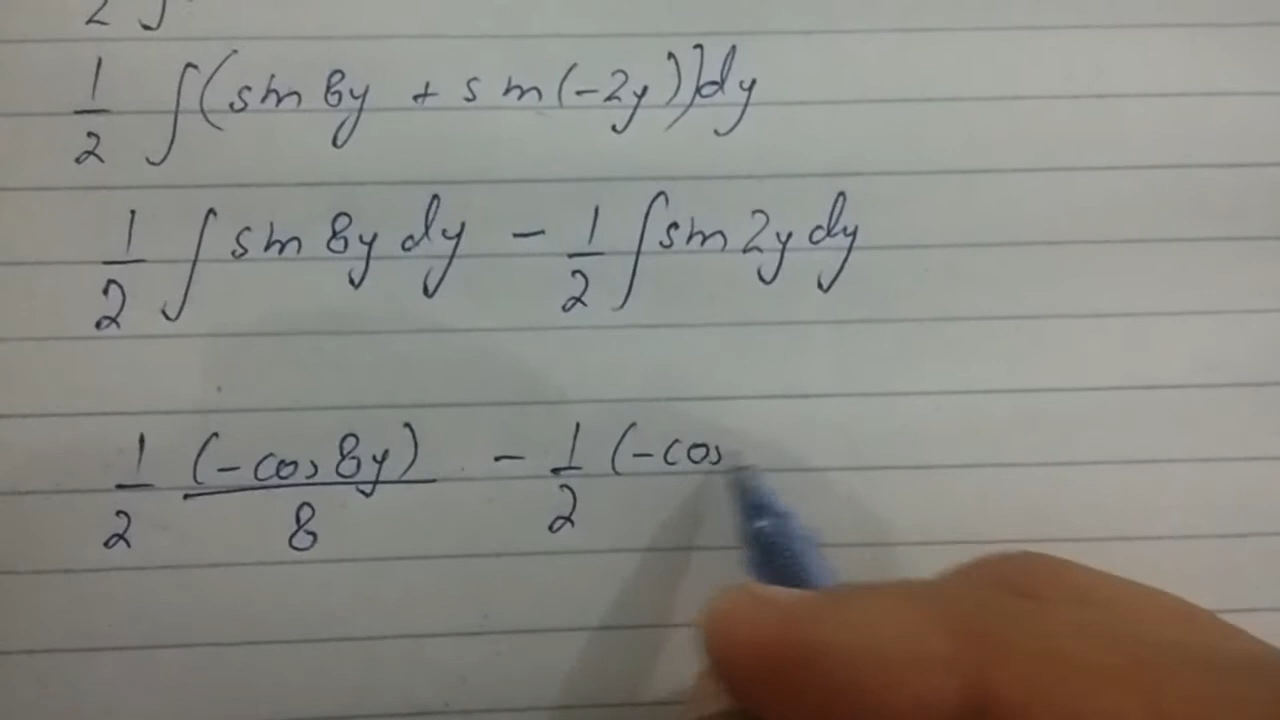 2 ∫
1/2 ∫(sin 8y + sin(-2y))dy
1/2 ∫ sin 8y dy - 1/2 ∫ sin 2y dy
1/2 (-cos 8y)/8 - 1/2 (-cos